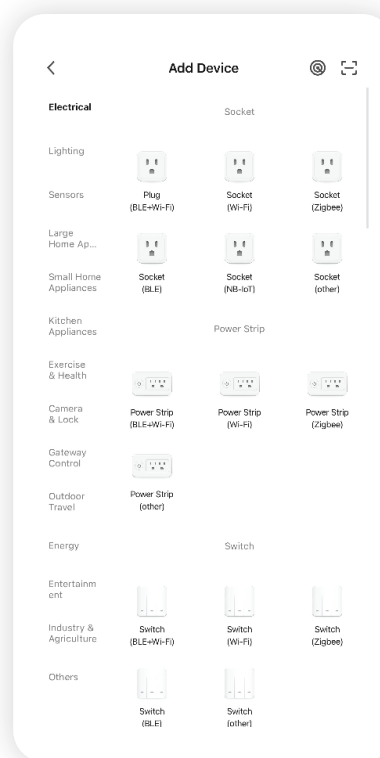 Add Device
Electrical
Lighting
Sensors
Large
Home Ap...
Small Home
Appliances
Kitchen
Appliances
Exercise
& Health
Camera
& Lock
Gateway
Control
Outdoor
Travel
Energy
Entertainm
ent
Industry &
Agriculture
Others
Socket
Plug
(BLE+Wi-Fi)
Socket
(Wi-Fi)
Socket
(Zigbee)
Socket
(BLE)
Socket
(NB-IoT)
Socket
(other)
Power Strip
Power Strip
(BLE+Wi-Fi)
Power Strip
(Wi-Fi)
Power Strip
(Zigbee)
Power Strip
(other)
Switch
Switch
(BLE+Wi-Fi)
Switch
(Wi-Fi)
Switch
(Zigbee)
Switch
(BLE)
Switch
(other)